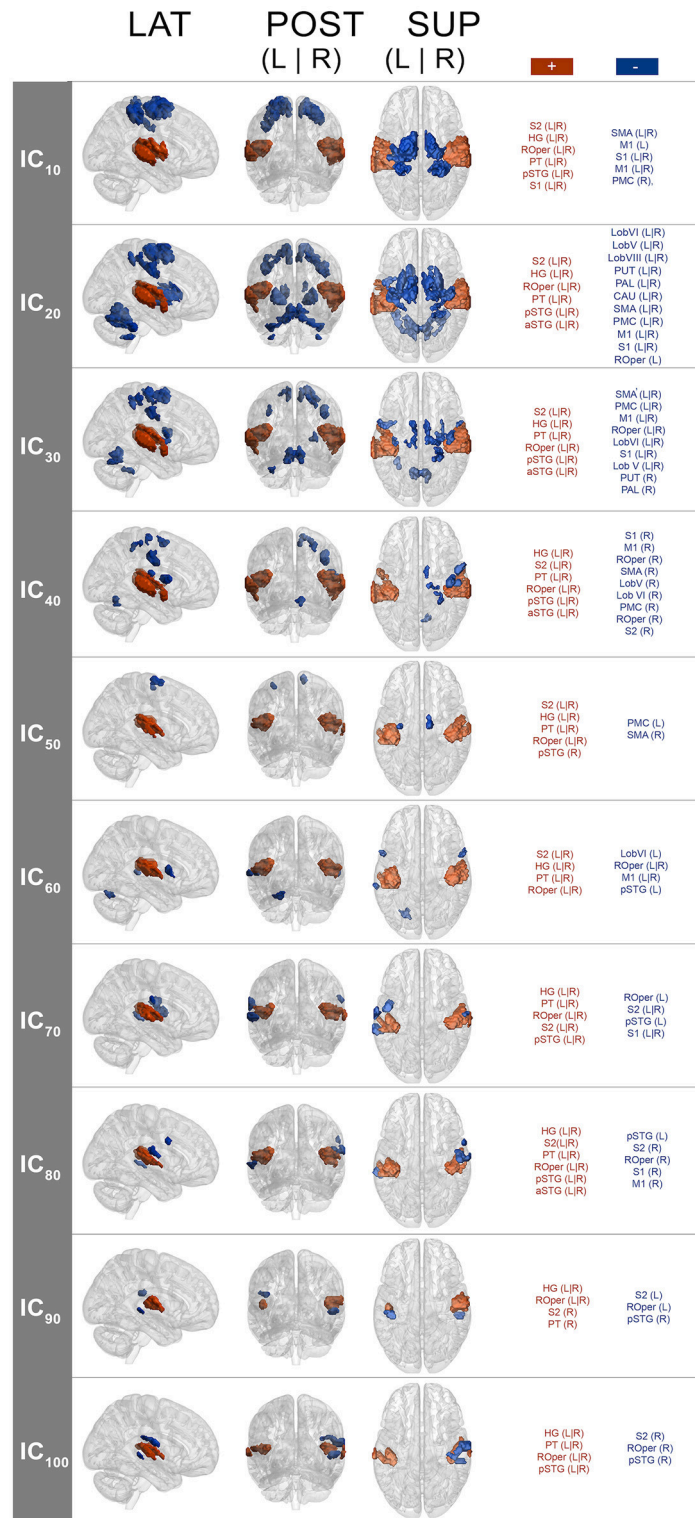 LAT
POST
(L | R)
SUP
(L | R)
+
-
IC10
S2 (L|R)
HG (L|R)
ROper (L|R)
PT (L|R)
pSTG (L|R)
S1 (L|R)
SMA (L|R)
M1 (L)
S1 (L|R)
M1 (L|R)
PMC (R).
IC20
S2 (L|R)
HG (L|R)
ROper (L|R)
PT (L|R)
pSTG (L|R)
aSTG (L|R)
LobVI (L|R)
LobV (L|R)
LobVIII (L|R)
PUT (L|R)
PAL (L|R)
CAU (L|R)
SMA (L|R)
PMC (L|R)
M1 (L|R)
S1 (L|R)
ROper (L)
IC30
S2 (L|R)
HG (L|R)
PT (L|R)
ROper (L|R)
pSTG (L|R)
aSTG (L|R)
SMA' (L|R)
PMC (L|R)
M1 (L|R)
ROper (L|R)
LobVI (L|R)
S1 (L|R)
Lob V (L|R)
PUT (R)
PAL (R)
IC40
HG (L|R)
S2 (L|R)
PT (L|R)
ROper (L|R)
pSTG (L|R)
aSTG (L|R)
S1 (R)
M1 (R)
ROper (R)
SMA (R)
LobV (R)
Lob VI (R)
PMC (R)
ROper (R)
S2 (R)
IC50
S2 (L|R)
HG (L|R)
PT (L|R)
ROper (L|R)
pSTG (R)
PMC (L)
SMA (R)
IC60
S2 (L|R)
HG (L|R)
PT (L|R)
ROper (L|R)
LobVI (L)
ROper (L|R)
M1 (L|R)
pSTG (L)
IC70
HG (L|R)
PT (L|R)
ROper (L|R)
S2 (L|R)
pSTG (L|R)
ROper (L)
S2 (L|R)
pSTG (L)
S1 (L|R)
IC80
HG (L|R)
S2(L|R)
PT (L|R)
ROper (L|R)
pSTG (L|R)
aSTG (L|R)
pSTG (L)
S2 (R)
ROper (R)
S1 (R)
M1 (R)
IC90
HG (L|R)
ROper (L|R)
S2 (R)
PT (R)
S2 (L)
ROper (L)
pSTG (R)
IC100
HG (L|R)
PT (L|R)
ROper (L|R)
pSTG (L|R)
S2 (R)
ROper (R)
pSTG (R)